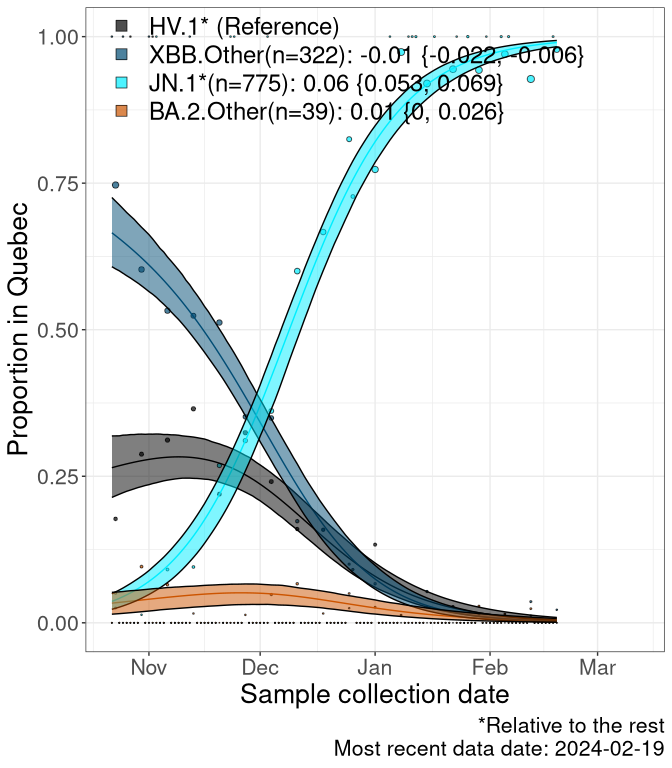 HV.1* (Reference)
XBB.Other(n=322): -0.01 {-0.022, -0.006}
JN.1*(n=775): 0.06 {0.053, 0.069}
BA.2.Other(n=39): 0.01 {0, 0.026}
1.00
0.75
0.50
0.25
0.00
Proportion in Quebec
Nov Dec Jan Feb Mar
Sample collection date
*Relative to the rest
Most recent data date: 2024-02-19